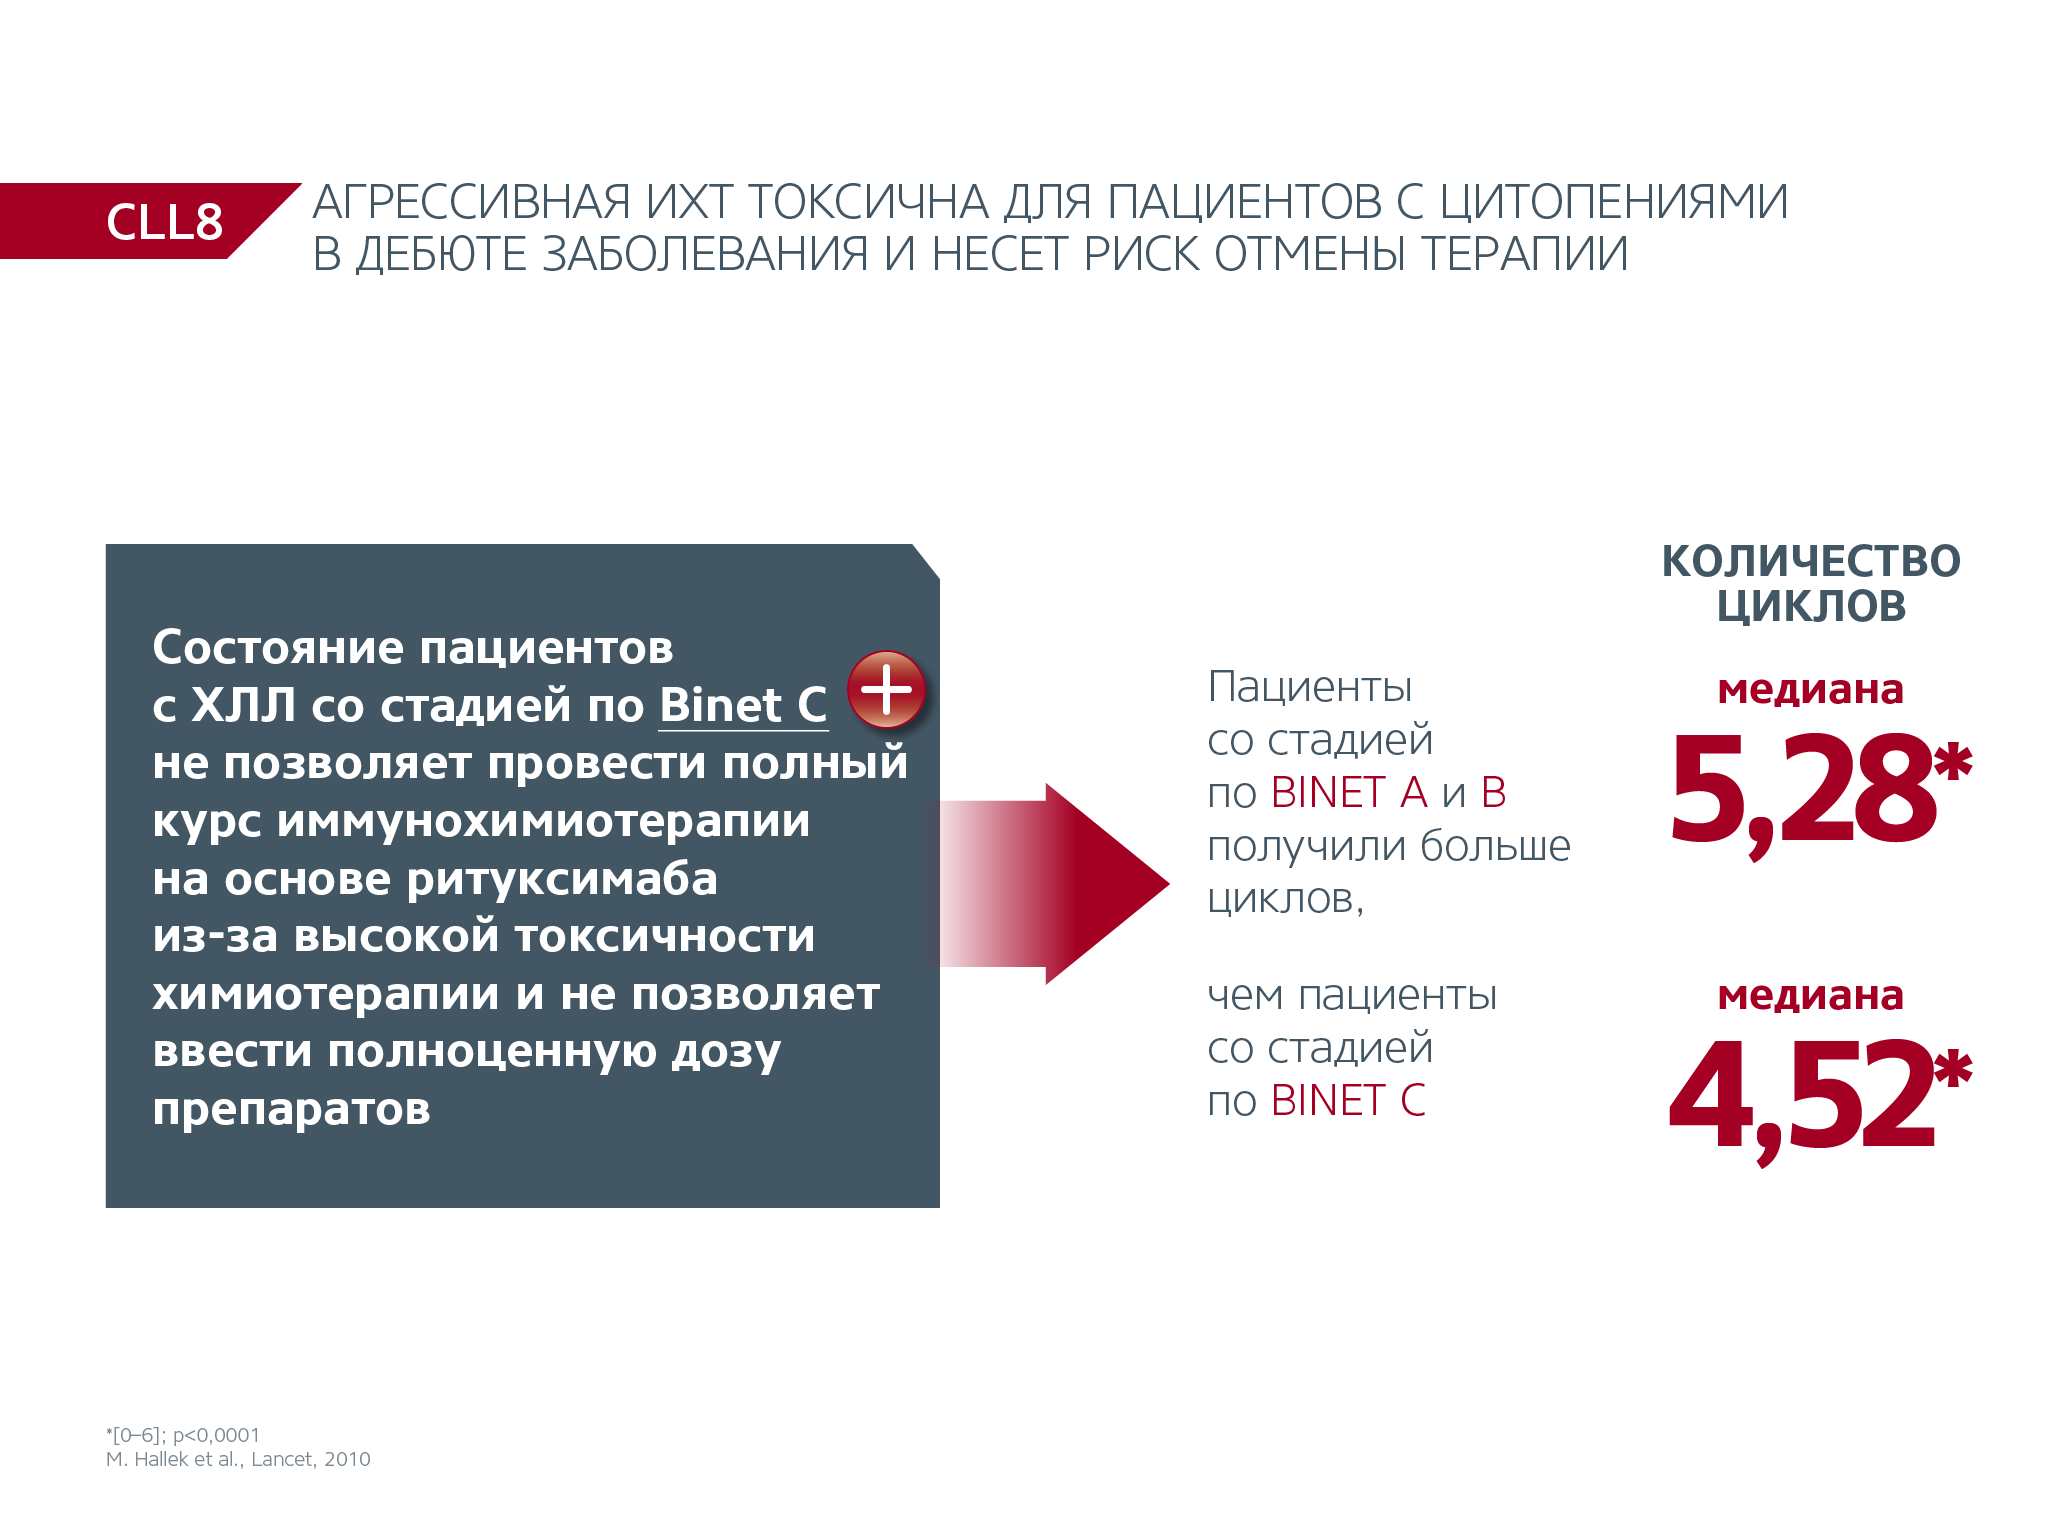 CLL8
АГРЕССИВНАЯ ИХТ ТОКСИЧНА ДЛЯ ПАЦИЕНТОВ С ЦИТОПЕНИЯМИ
В ДЕБЮТЕ ЗАБОЛЕВАНИЯ И НЕСЕТ РИСК ОТМЕНЫ ТЕРАПИИ
Состояние пациентов
с ХЛЛ со стадией по Binet C
не позволяет провести полный
курс иммунохимиотерапии
на основе ритуксимаба
из-за высокой токсичности
химиотерапии и не позволяет
ввести полноценную дозу
препаратов
КОЛИЧЕСТВО
ЦИКЛОВ
Пациенты
со стадией
по BINET A и B
получили больше
циклов,
медиана
5,28*
чем пациенты
со стадией
по BINET C
медиана
4,52*
*[0–6]; p<0,0001
M. Hallek et al., Lancet, 2010